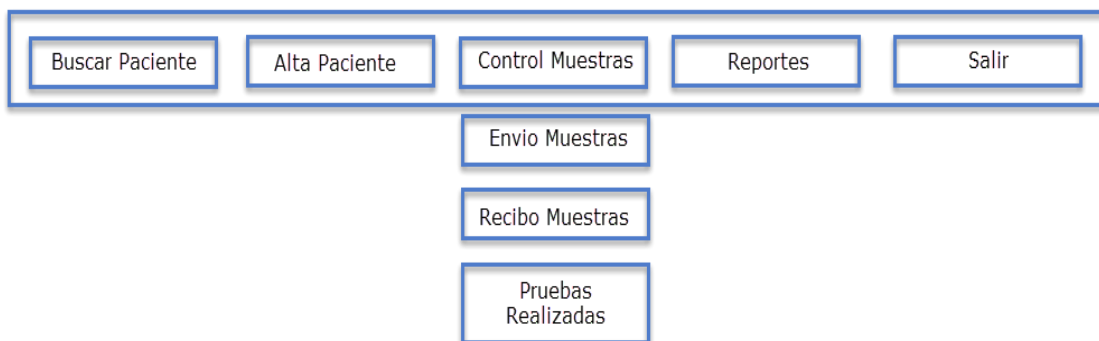 Buscar Paciente
Alta Paciente
Control Muestras
Reportes
Salir
Envio Muestras
Recibo Muestras
Pruebas
Realizadas